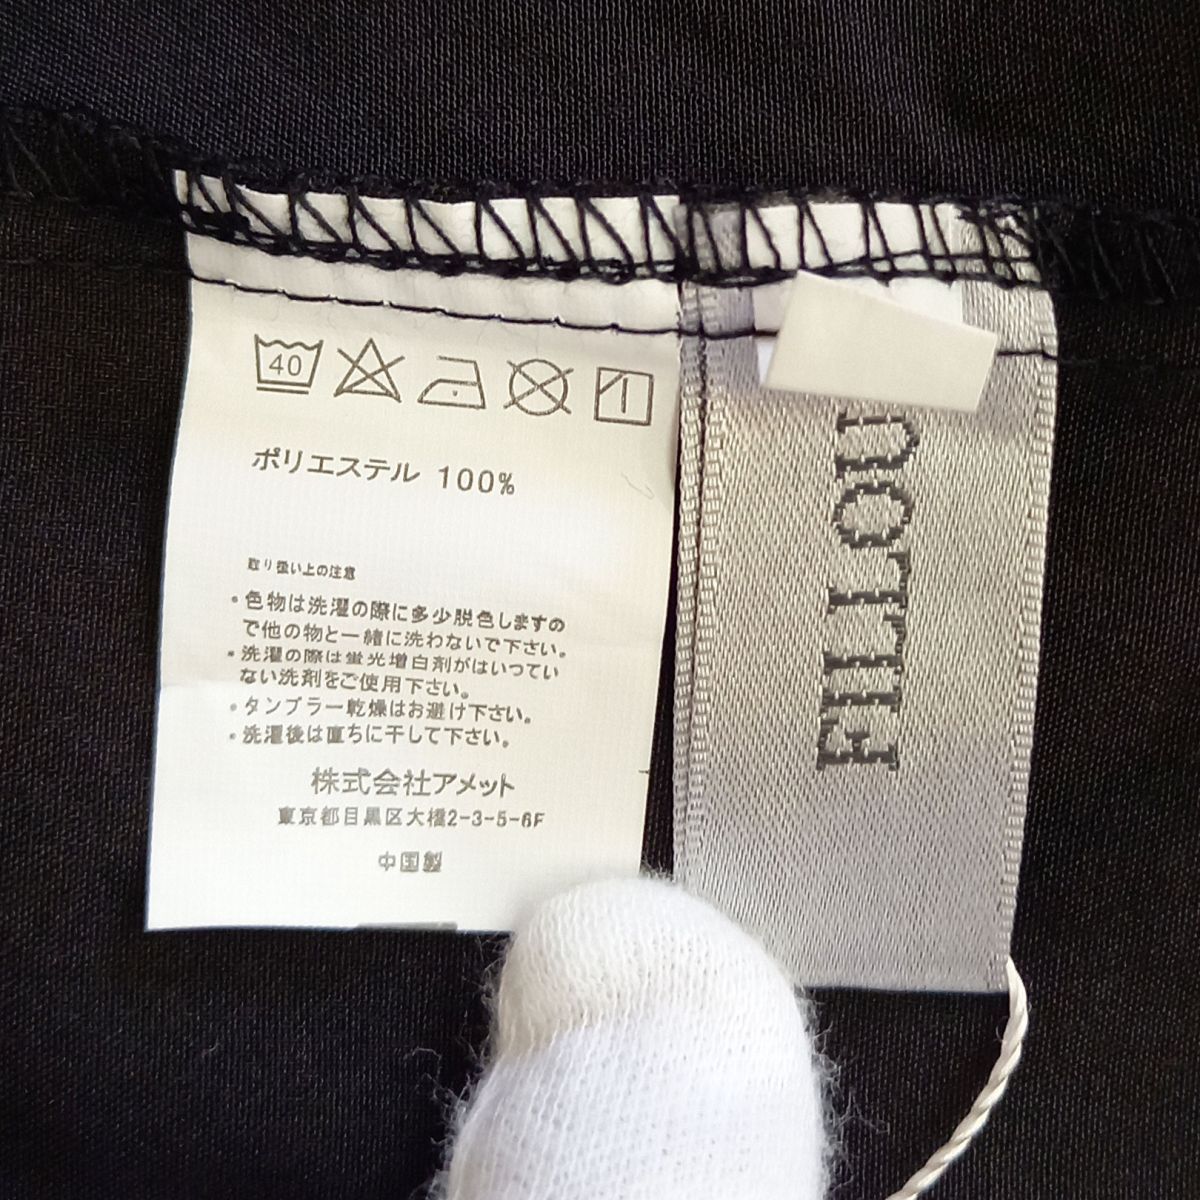 40
ポリエステル 100%
取り扱い上の注意
・色物は洗濯の際に多少脱色しますの
で他の物と一緒に洗わないで下さい。
・洗濯の際は蛍光増白剤がはいってい
ない洗剤をご使用下さい。
・タンブラー乾燥はお避け下さい。
・洗濯後は直ちに干して下さい。
株式会社アメット
東京都目黒区大橋2-3-5-6F
中国製